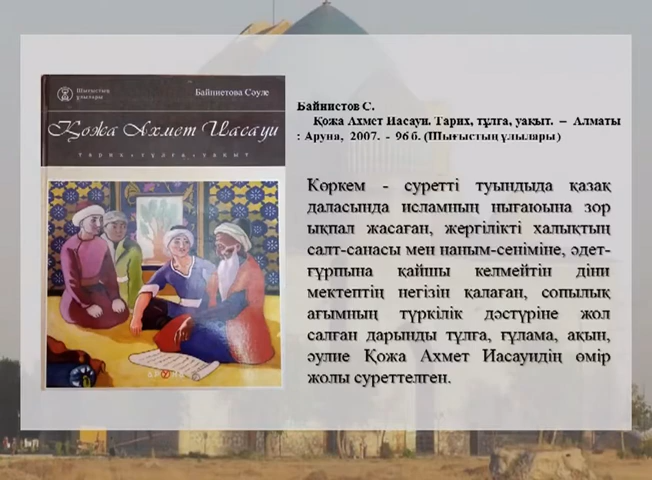 Шығыстың
ұлылары
Байпетова Сәуле
Қожа Ахмет Иасауи
ТАРИХ • ТҰЛҒА • УАҚЫТ
Байпистов С.
Қожа Ахмет Иасауи. Тарих, тұлға, уақыт. – Алматы
: Аруна, 2007. - 96 б. (Шығыстың ұлылары)
Көркем - суретті туындыда қазақ
даласында исламның нығаюына зор
ықпал жасаған, жергілікті халықтың
салт-санасы мен наным-сеніміне, әдет-
ғұрпына қайшы келмейтін діни
мектептің негізін қалаған, сопылық
ағымның түркілік дәстүріне жол
салған дарынды тұлға, ғұлама, ақын,
әулие Қожа Ахмет Иасаудің өмір
жолы суреттелген.